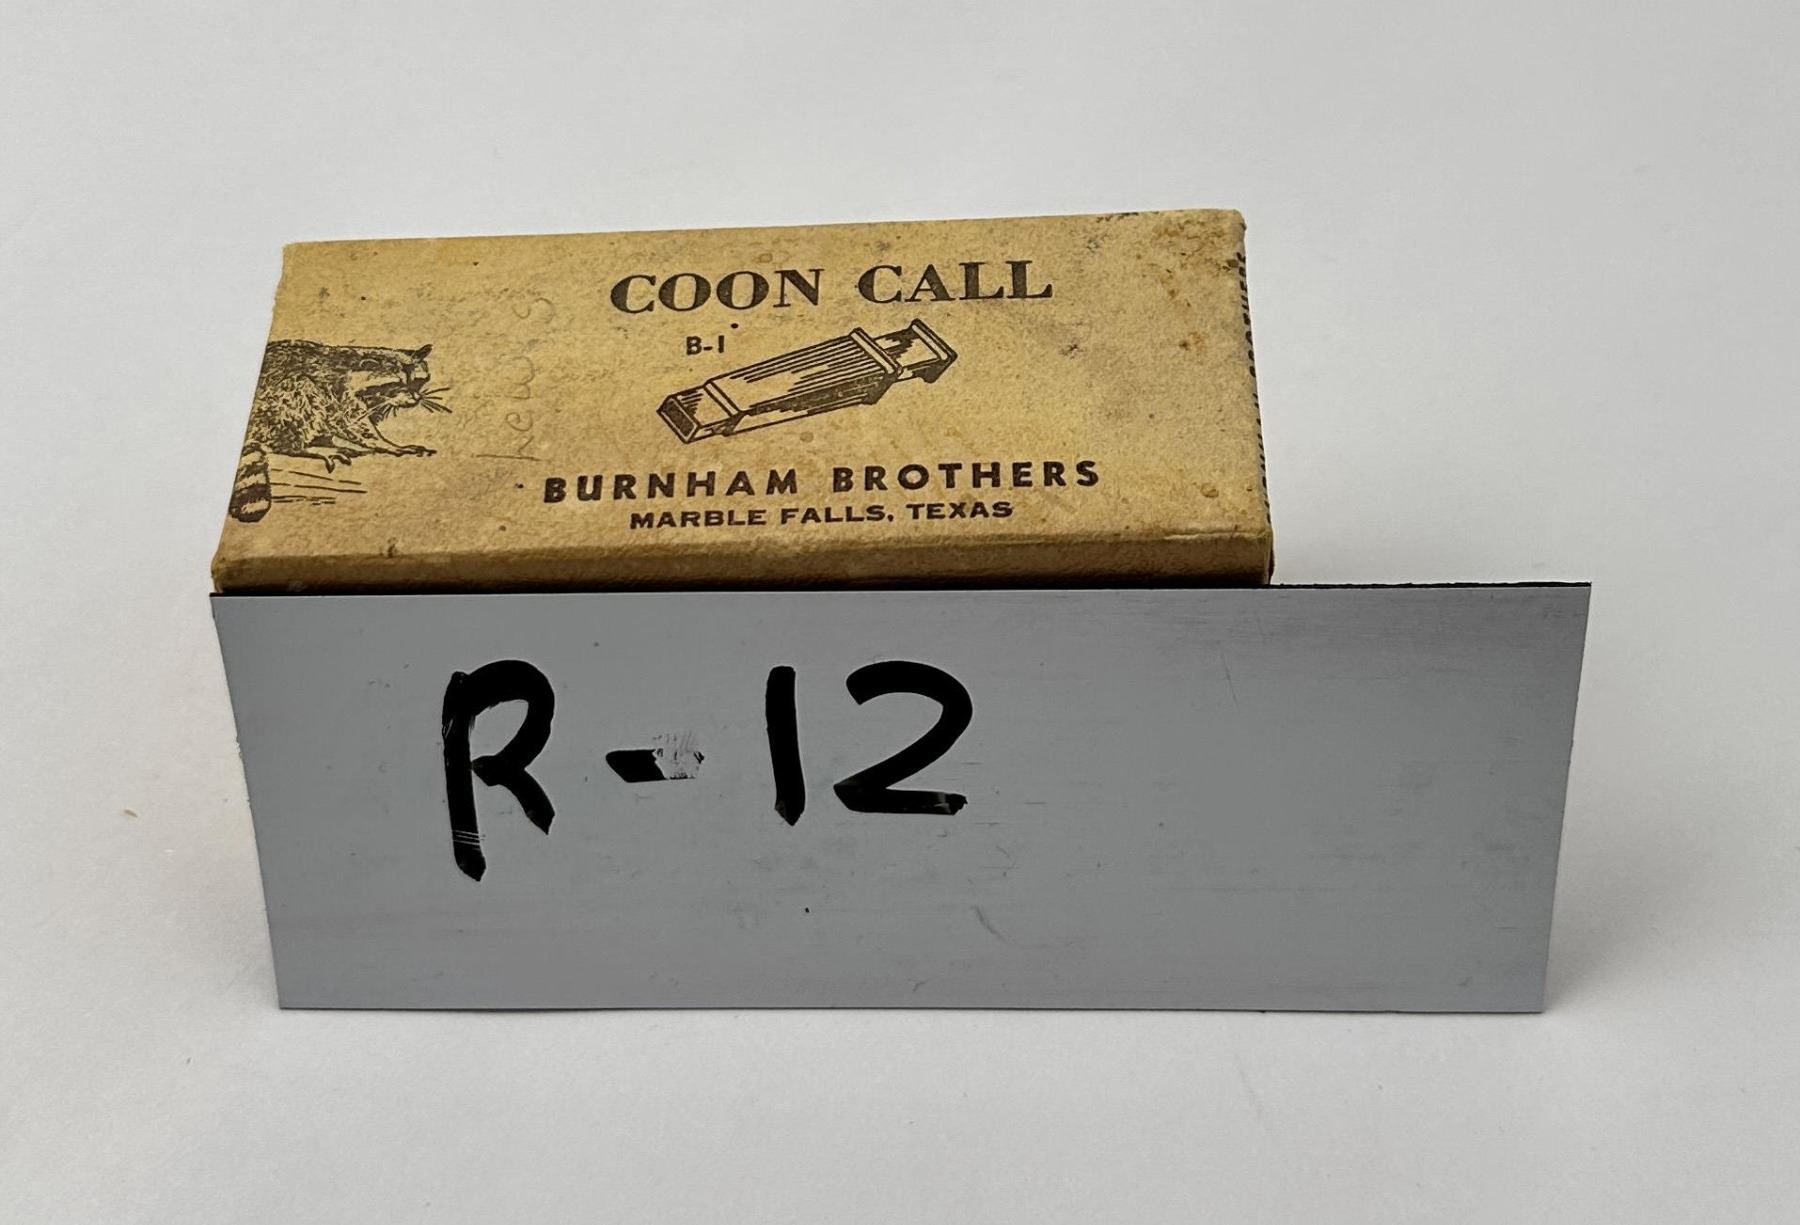 COON CALL
B-1
BURNHAM BROTHERS
MARBLE FALLS, TEXAS
R-12